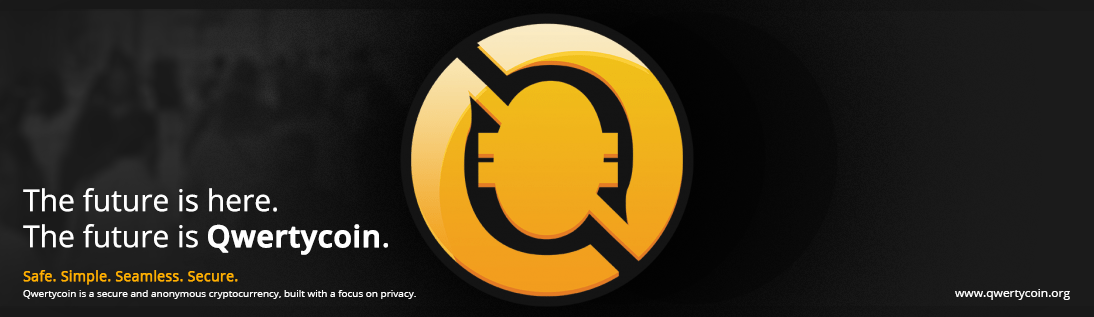 The future is here.
The future is Qwertycoin.
Safe. Simple. Seamless. Secure.
Qwertycoin is a secure and anonymous cryptocurrency, built with a focus on privacy.
www.qwertycoin.org